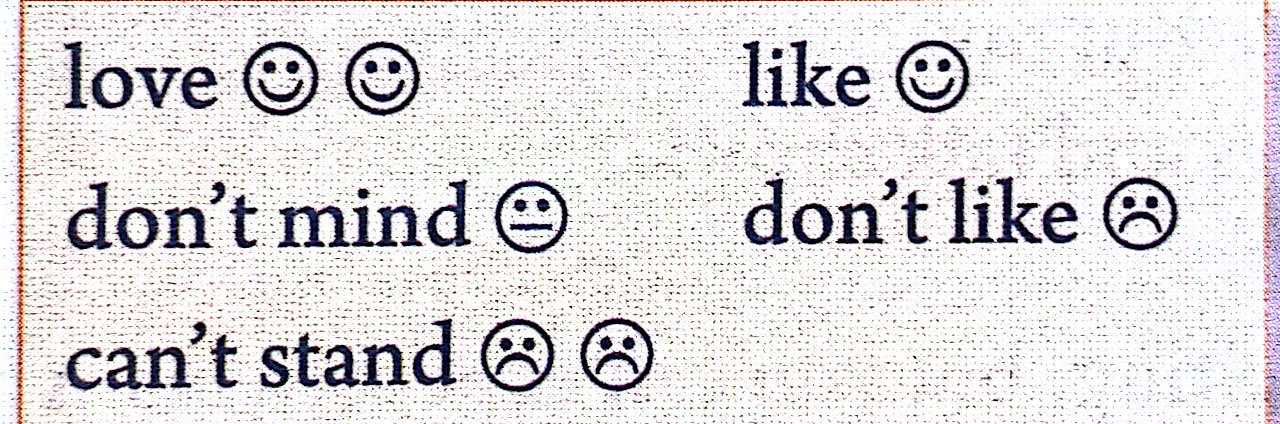 love ☺ ☺ like ☺
don't mind 😐 don't like ☹
can't stand ☹ ☹